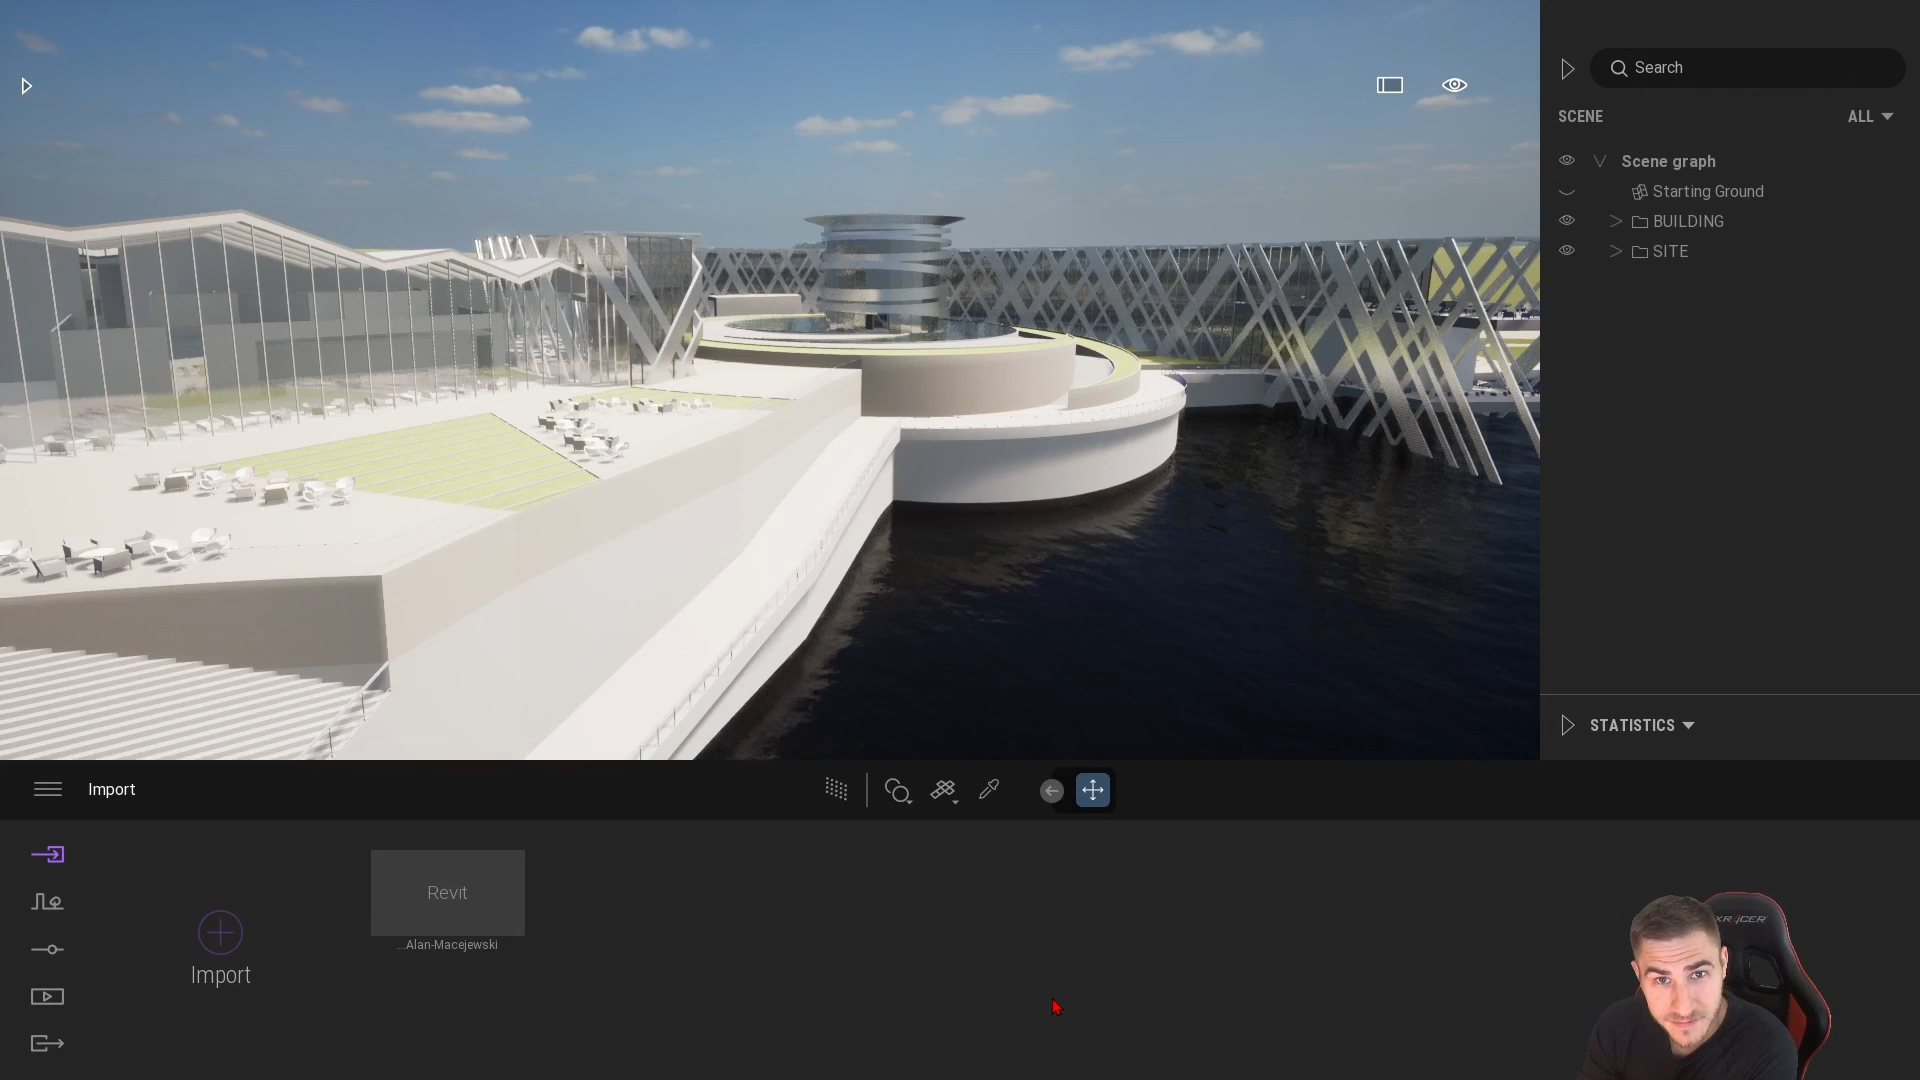 Search
SCENE
ALL
Scene graph
Starting Ground
BUILDING
SITE
STATISTICS
Import
Revit
...Alan-Macejewski
Import